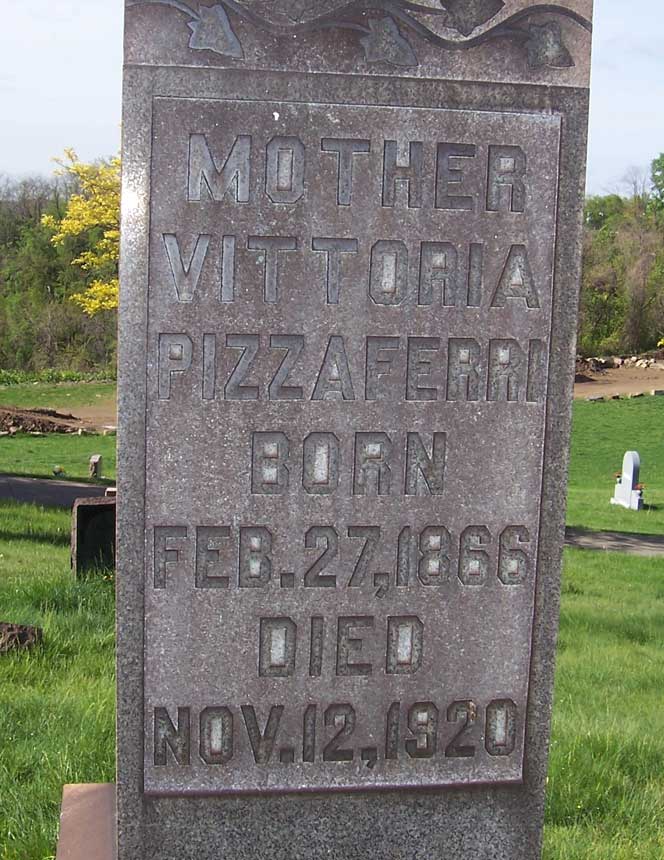 MOTHER
VITTORIA
PIZZAFERRI
BORN
FEB. 27, 1866
DIED
NOV. 12, 1920